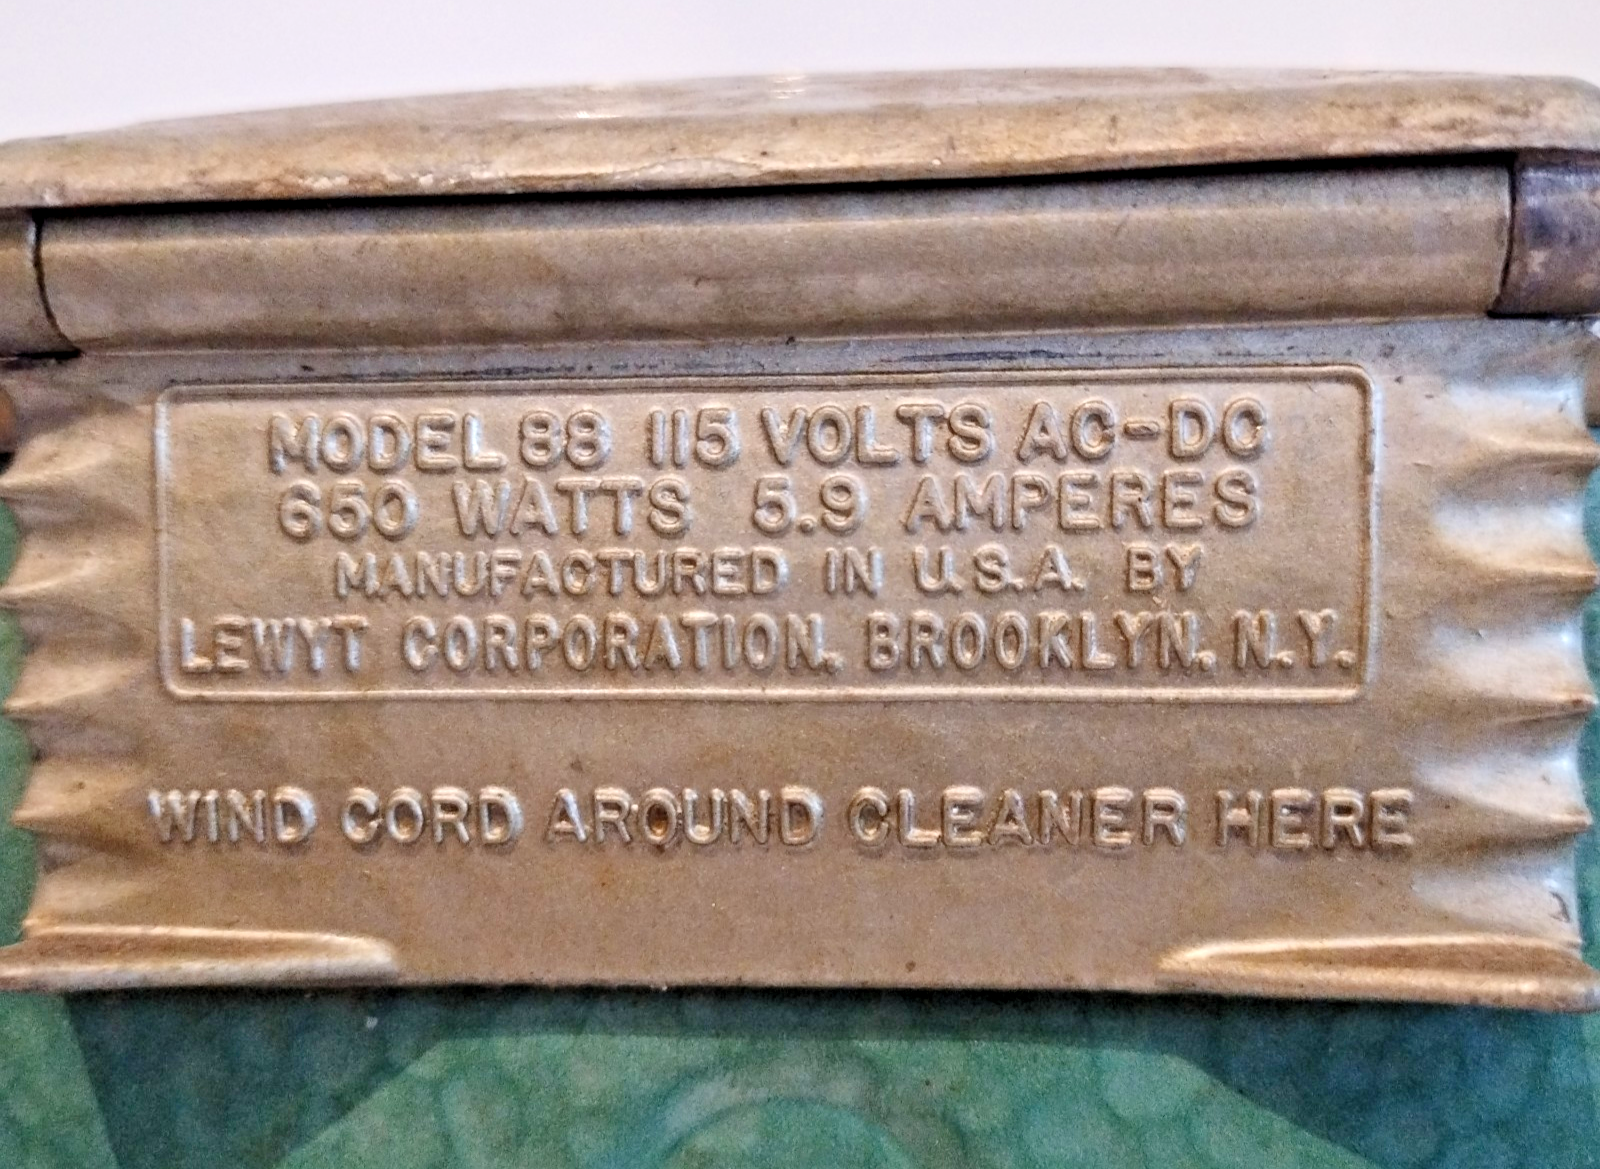 MODEL 88 115 VOLTS AC-DC
650 WATTS 5.9 AMPERES
MANUFACTURED IN U.S.A. BY
LEWYT CORPORATION. BROOKLYN. N.Y.
WIND CORD AROUND CLEANER HERE